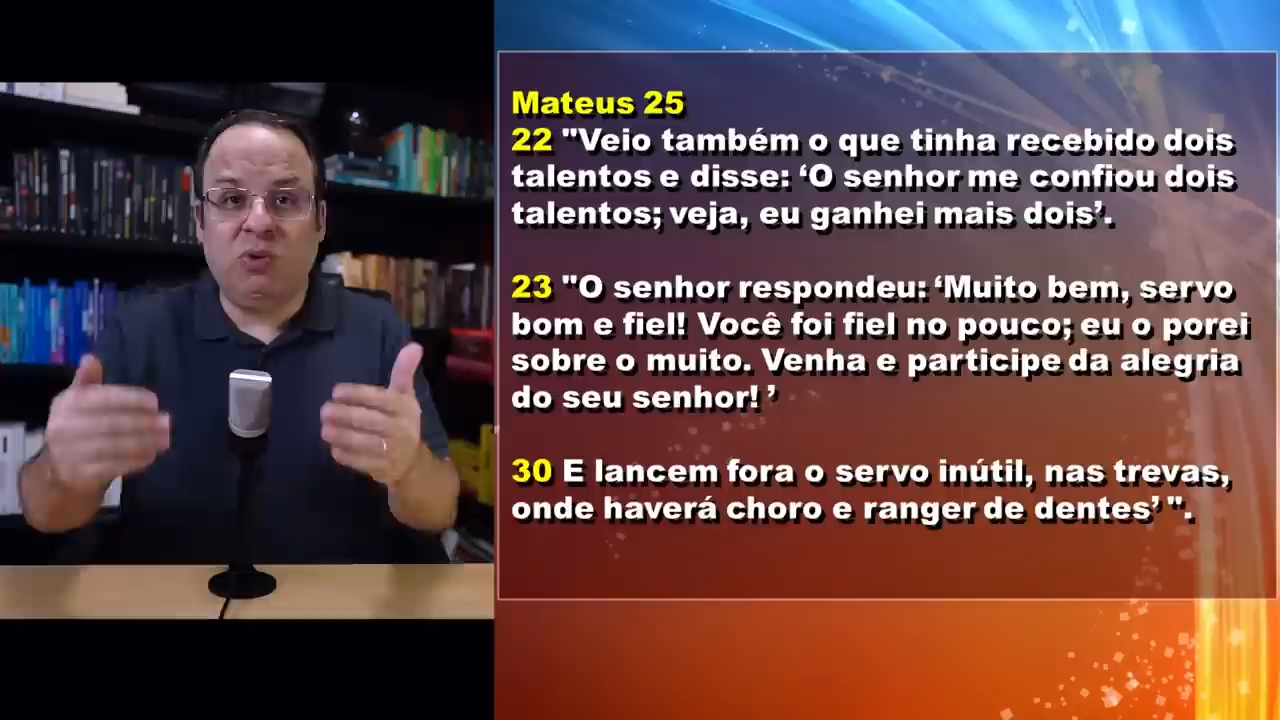 Mateus 25
22 "Veio também o que tinha recebido dois
talentos e disse: ‘O senhor me confiou dois
talentos; veja, eu ganhei mais dois’.
23 "O senhor respondeu: ‘Muito bem, servo
bom e fiel! Você foi fiel no pouco; eu o porei
sobre o muito. Venha e participe da alegria
do seu senhor! ’
30 E lancem fora o servo inútil, nas trevas,
onde haverá choro e ranger de dentes’ ".